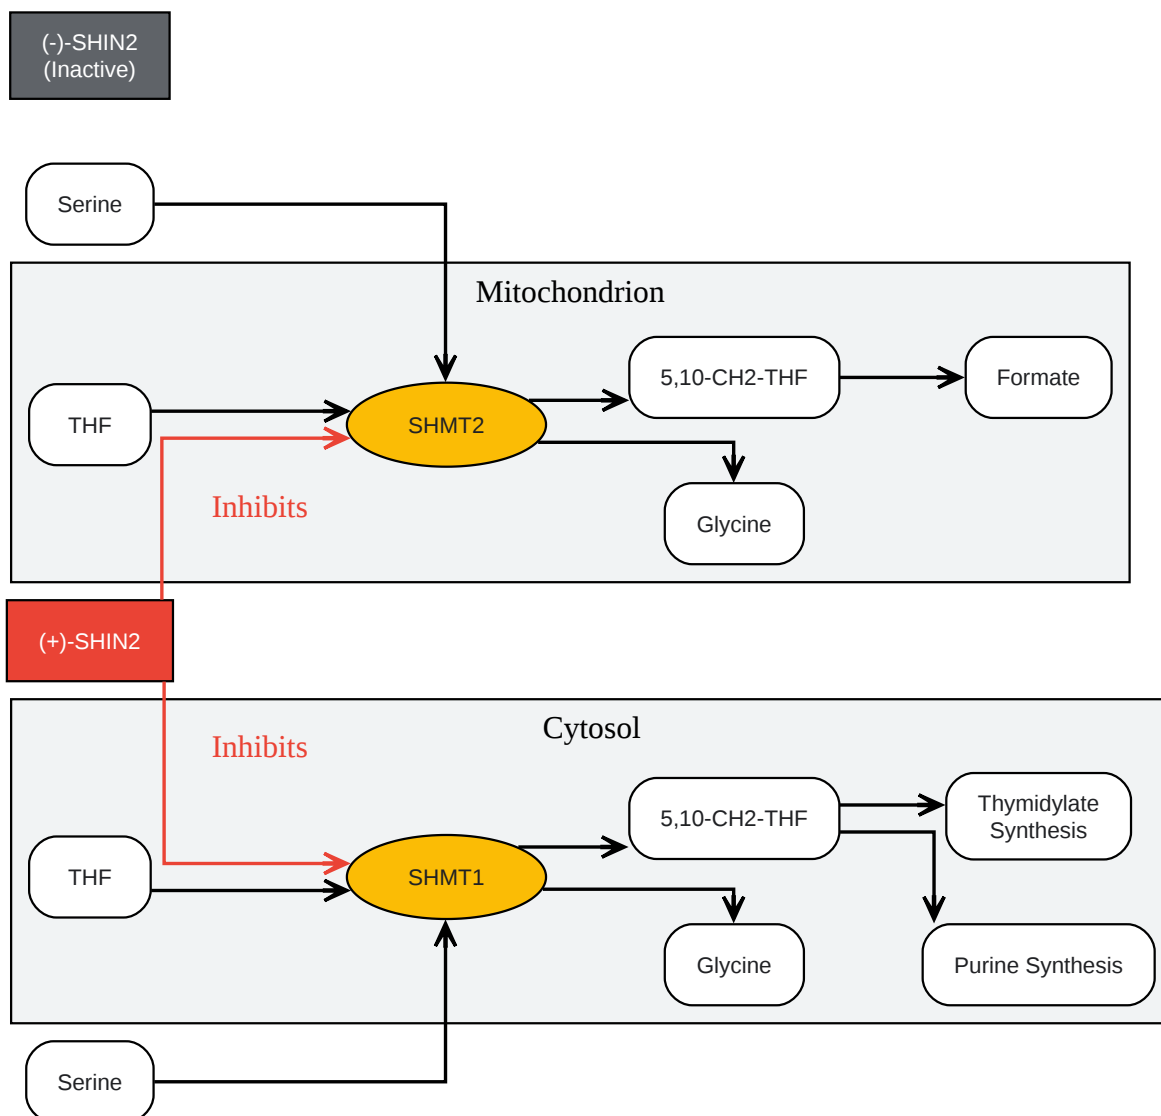 (-)-SHIN2
(Inactive)
Serine
Mitochondrion
5,10-CH2-THF
Formate
THF
SHMT2
Inhibits
Glycine
(+)-SHIN2
Cytosol
Inhibits
5,10-CH2-THF
Thymidylate
Synthesis
THF
SHMT1
Glycine
Purine Synthesis
Serine